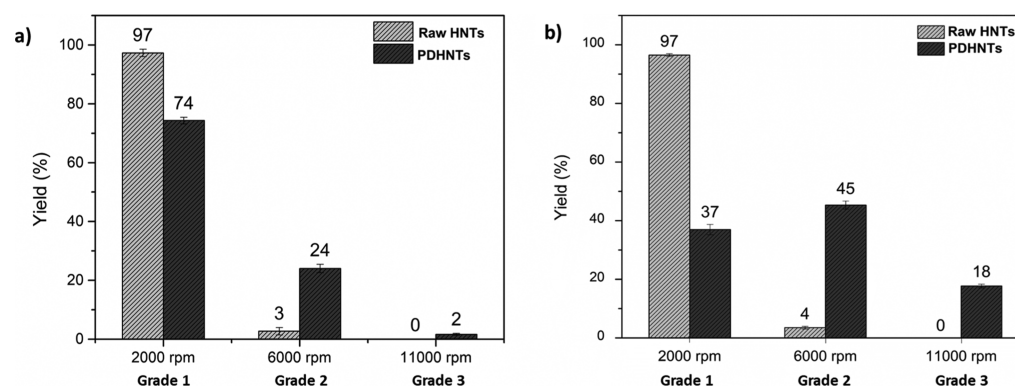 a)
Raw HNTs
PDHNTs
97
74
3
24
0
2
100
80
60
40
20
0
Yield (%)
2000 rpm
6000 rpm
11000 rpm
Grade 1
Grade 2
Grade 3
b)
Raw HNTs
PDHNTs
97
37
4
45
0
18
100
80
60
40
20
0
Yield (%)
2000 rpm
6000 rpm
11000 rpm
Grade 1
Grade 2
Grade 3